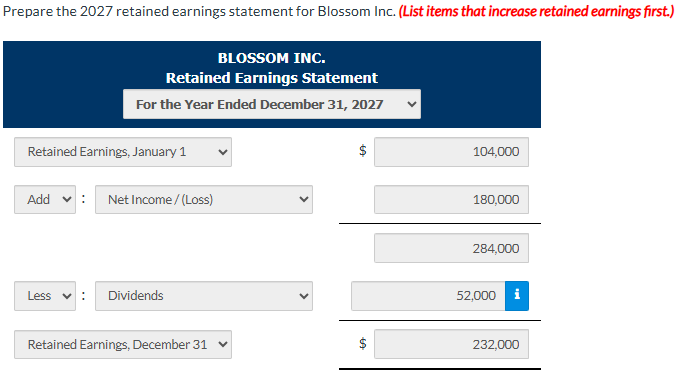 Prepare the 2027 retained earnings statement for Blossom Inc. (List items that increase retained earnings first.)
BLOSSOM INC.
Retained Earnings Statement
For the Year Ended December 31, 2027
Retained Earnings, January 1 $ 104,000
Add : Net Income / (Loss) 180,000
284,000
Less : Dividends 52,000 i
Retained Earnings, December 31 $ 232,000